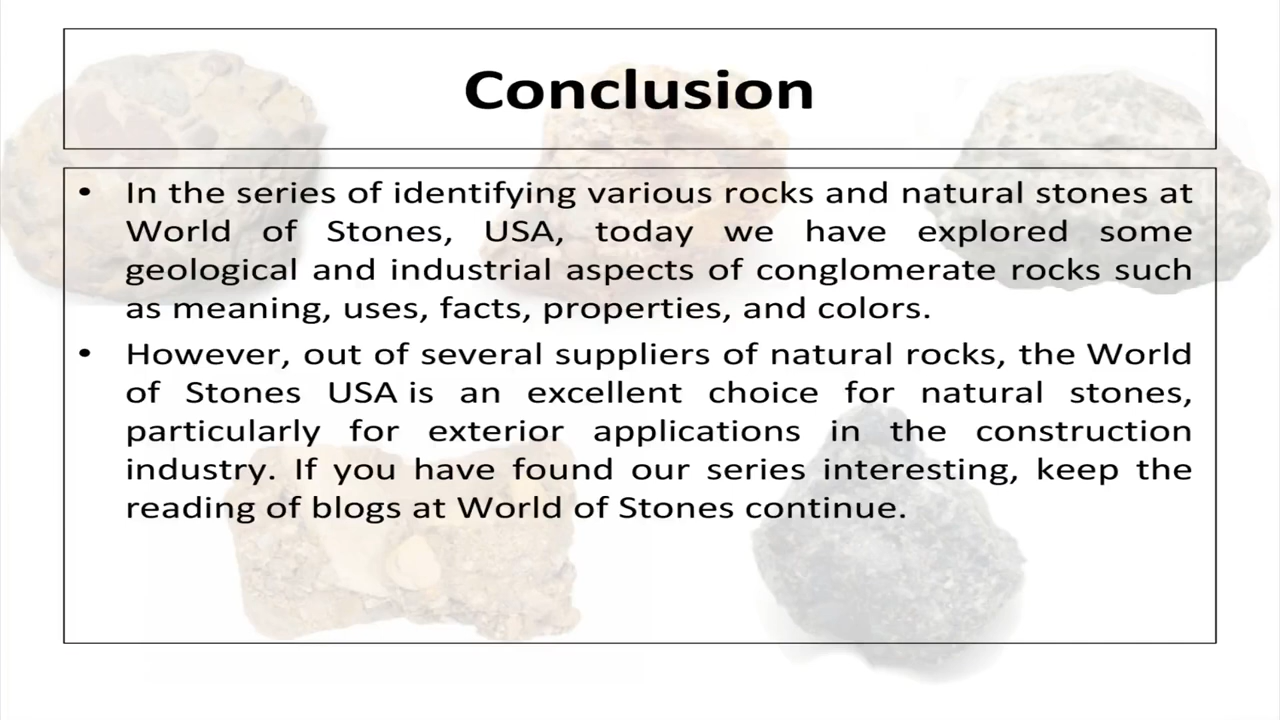 Conclusion
• In the series of identifying various rocks and natural stones at
World of Stones, USA, today we have explored some
geological and industrial aspects of conglomerate rocks such
as meaning, uses, facts, properties, and colors.
• However, out of several suppliers of natural rocks, the World
of Stones USA is an excellent choice for natural stones,
particularly for exterior applications in the construction
industry. If you have found our series interesting, keep the
reading of blogs at World of Stones continue.